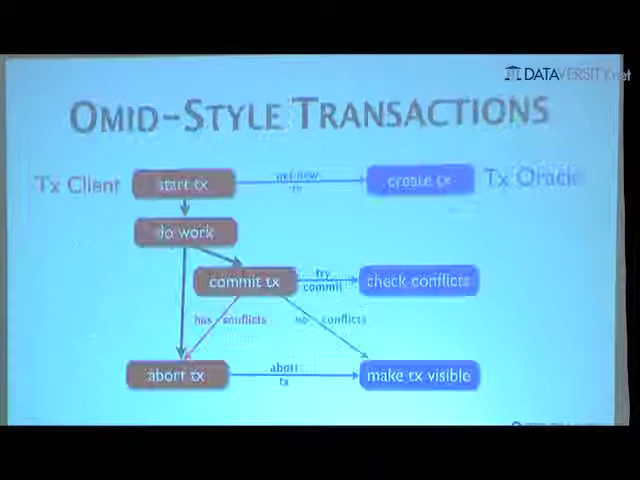 DATAVERSITY.net
OMID-STYLE TRANSACTIONS
Tx Client
start tx
get new
tx
create tx
Tx Oracle
do work
commit tx
try
commit
check conflicts
has conflicts
no conflicts
abort tx
abort
tx
make tx visible